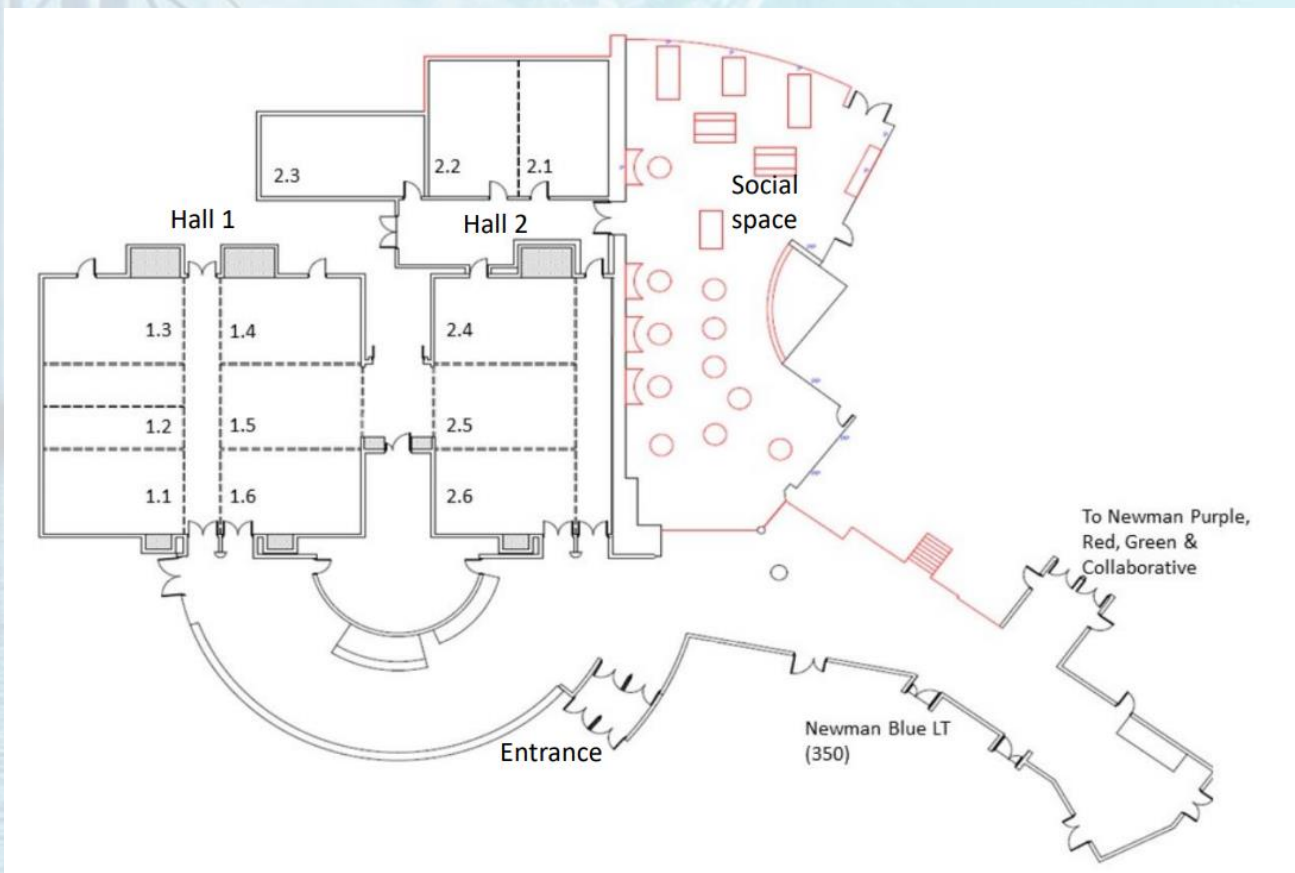 2.3
2.2
2.1
Hall 1
Hall 2
Social
space
1.3
1.4
2.4
1.2
1.5
2.5
1.1
1.6
2.6
To Newman Purple,
Red, Green &
Collaborative
Newman Blue LT
(350)
Entrance